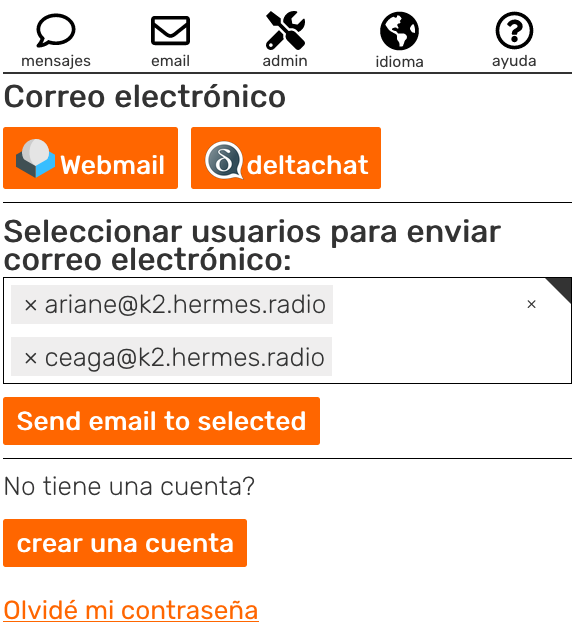 mensajes email admin idioma ayuda
Correo electrónico
Webmail deltachat
Seleccionar usuarios para enviar
correo electrónico:
× ariane@k2.hermes.radio ×
× ceaga@k2.hermes.radio
Send email to selected
No tiene una cuenta?
crear una cuenta
Olvidé mi contraseña